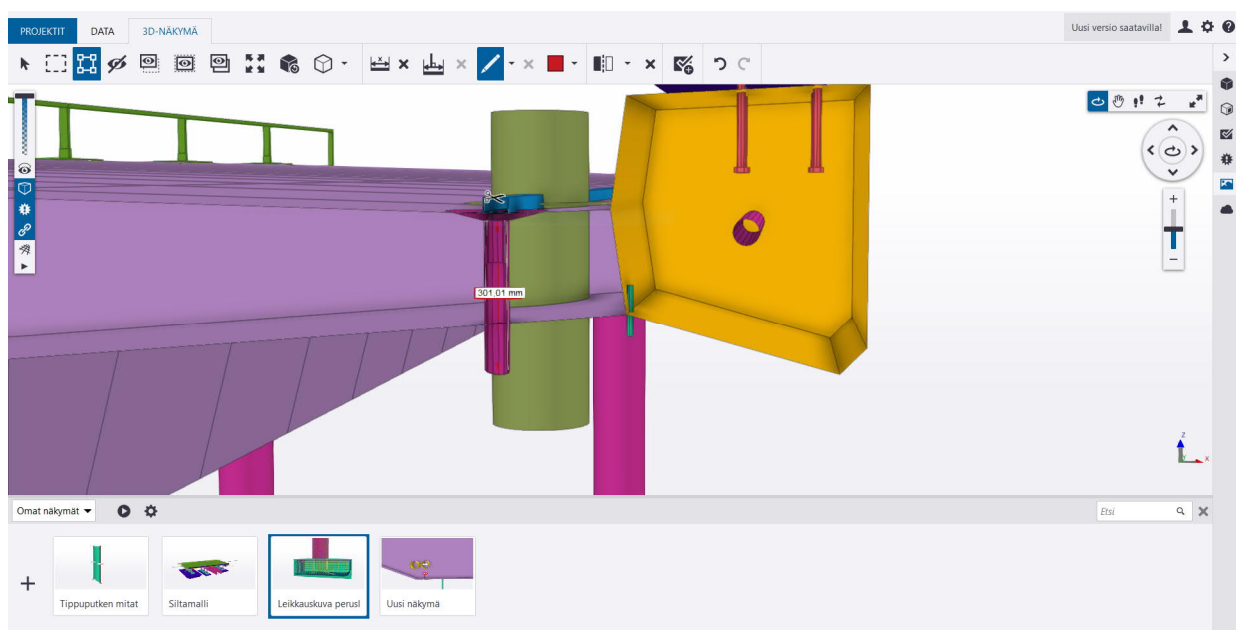 PROJEKTIT DATA 3D-NÄKYMÄ Uusi versio saatavilla!
301,01 mm
z
x
Omat näkymät Etsi
Tippuputken mitat Siltamalli Leikkauskuva perusl Uusi näkymä